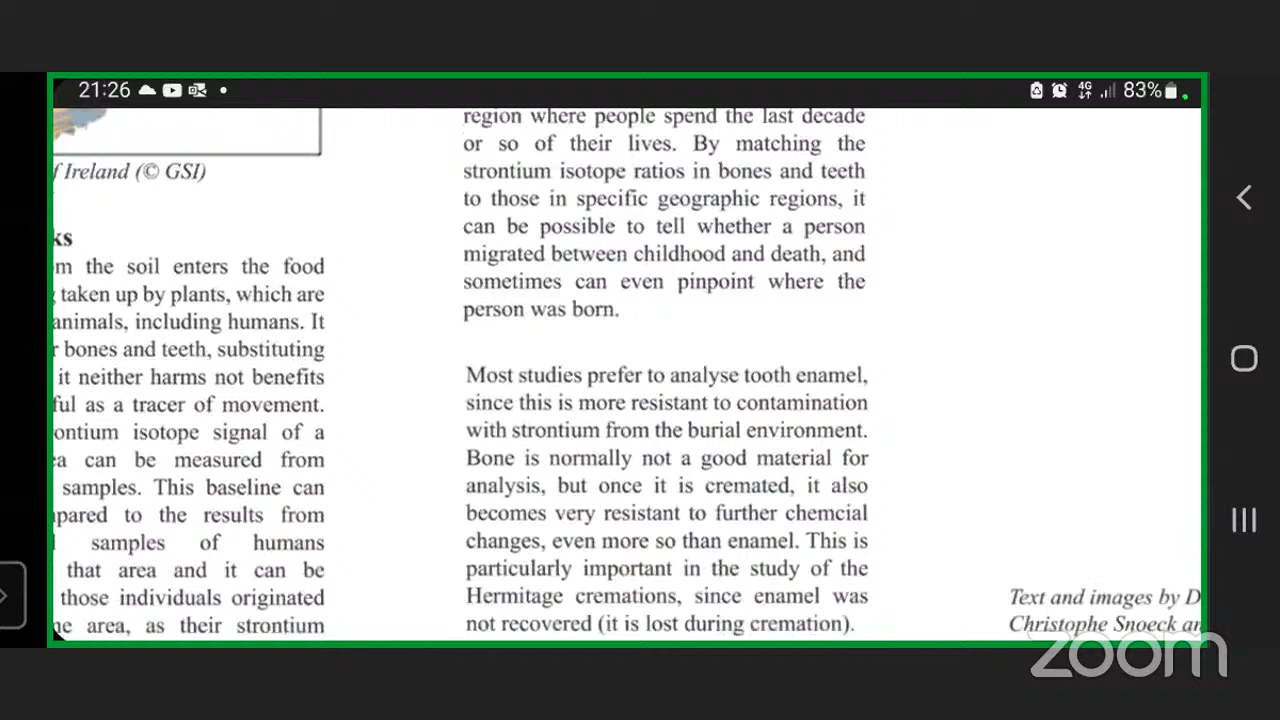 21:26
4G
83%
f Ireland (© GSI)
ks
m the soil enters the food
taken up by plants, which are
animals, including humans. It
r bones and teeth, substituting
it neither harms not benefits
ful as a tracer of movement.
ontium isotope signal of a
a can be measured from
samples. This baseline can
pared to the results from
samples of humans
that area and it can be
those individuals originated
e area, as their strontium
region where people spend the last decade
or so of their lives. By matching the
strontium isotope ratios in bones and teeth
to those in specific geographic regions, it
can be possible to tell whether a person
migrated between childhood and death, and
sometimes can even pinpoint where the
person was born.
Most studies prefer to analyse tooth enamel,
since this is more resistant to contamination
with strontium from the burial environment.
Bone is normally not a good material for
analysis, but once it is cremated, it also
becomes very resistant to further chemcial
changes, even more so than enamel. This is
particularly important in the study of the
Hermitage cremations, since enamel was
not recovered (it is lost during cremation).
Text and images by D
Christophe Snoeck an
zoom